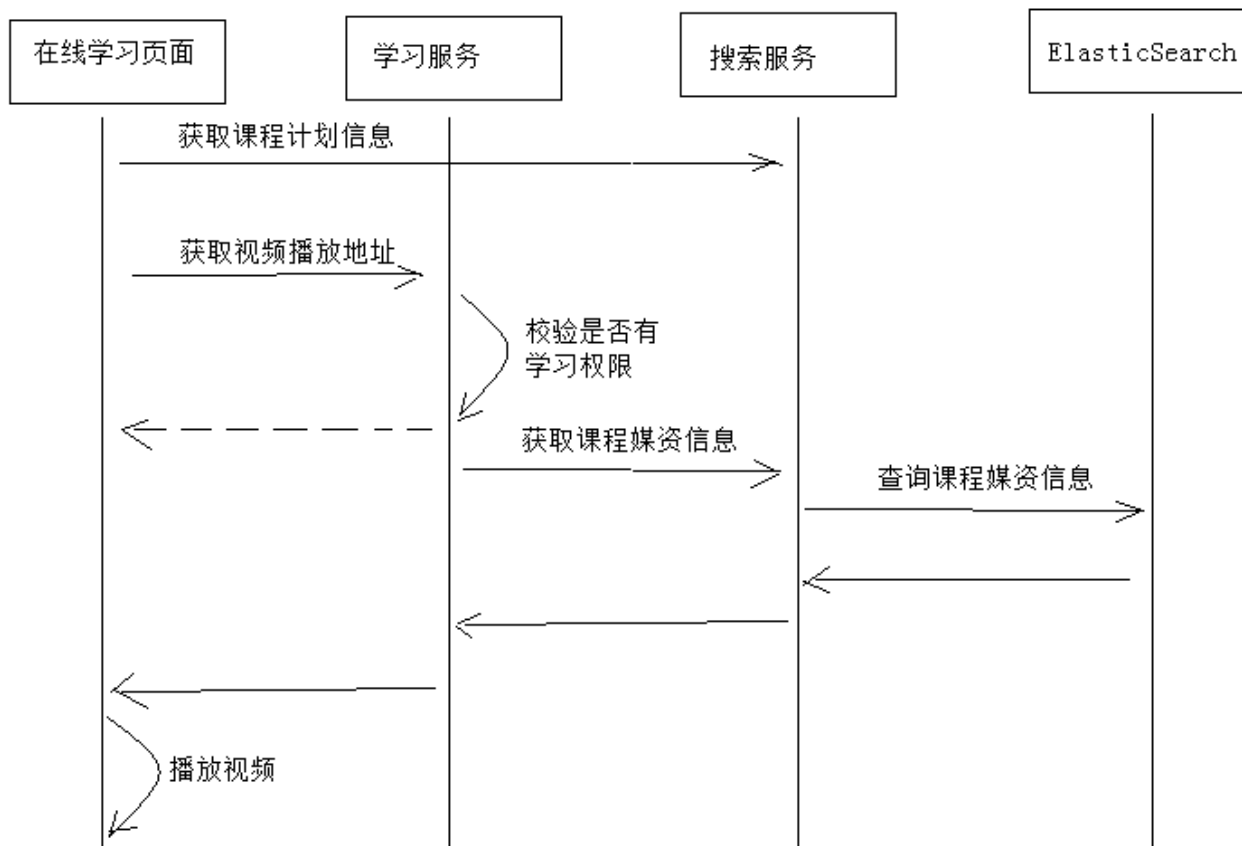 在线学习页面
学习服务
搜索服务
ElasticSearch
获取课程计划信息
获取视频播放地址
校验是否有
学习权限
获取课程媒资信息
查询课程媒资信息
播放视频